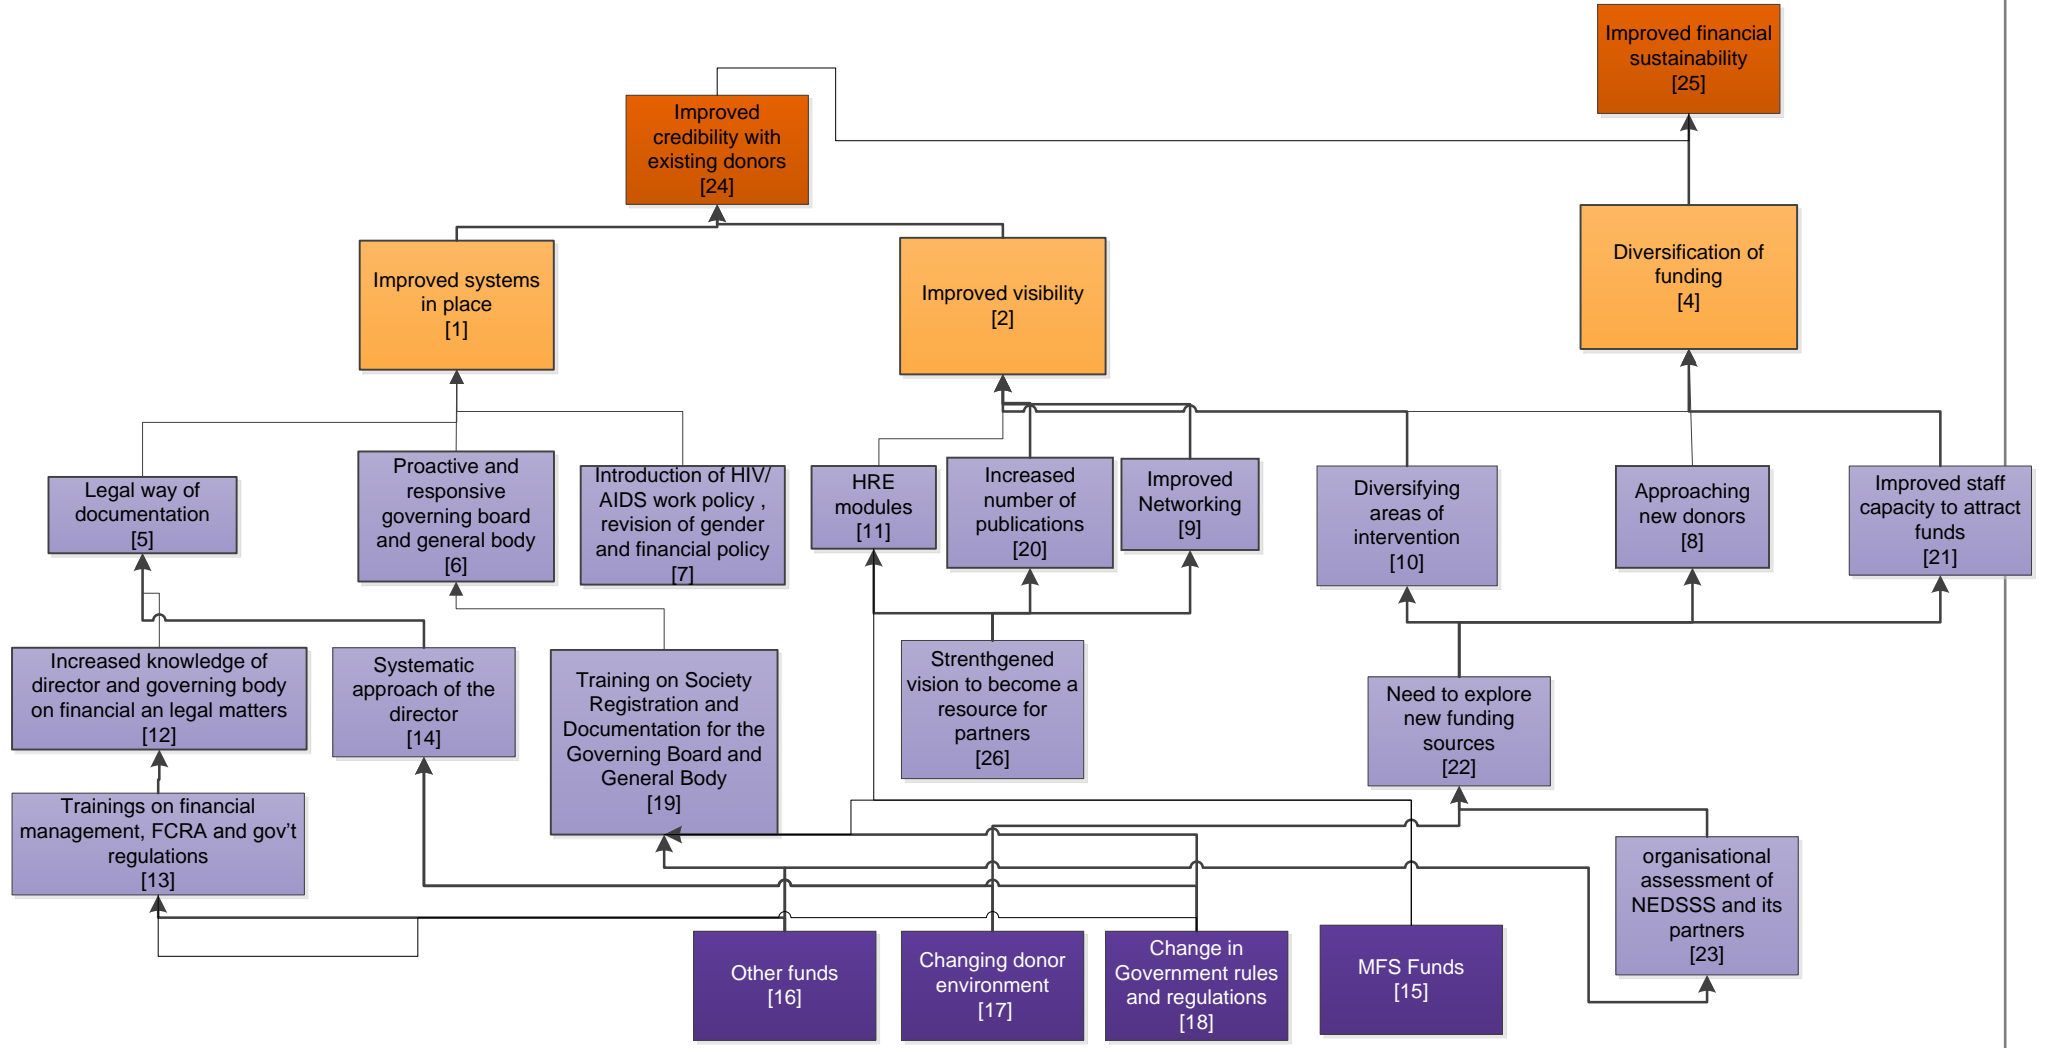 Improved financial
sustainability
[25]
Improved
credibility with
existing donors
[24]
Improved systems
in place
[1]
Improved visibility
[2]
Diversification of
funding
[4]
Legal way of
documentation
[5]
Proactive and
responsive
governing board
and general body
[6]
Introduction of HIV/
AIDS work policy ,
revision of gender
and financial policy
[7]
HRE
modules
[11]
Increased
number of
publications
[20]
Improved
Networking
[9]
Diversifying
areas of
intervention
[10]
Approaching
new donors
[8]
Improved staff
capacity to attract
funds
[21]
Increased knowledge of
director and governing body
on financial an legal matters
[12]
Systematic
approach of the
director
[14]
Training on Society
Registration and
Documentation for the
Governing Board and
General Body
[19]
Strenthgened
vision to become a
resource for
partners
[26]
Need to explore
new funding
sources
[22]
Trainings on financial
management, FCRA and gov't
regulations
[13]
organisational
assessment of
NEDSSS and its
partners
[23]
Other funds
[16]
Changing donor
environment
[17]
Change in
Government rules
and regulations
[18]
MFS Funds
[15]